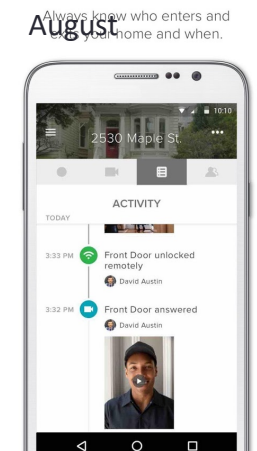 Always know who enters and
exits your home and when.
August
10:10
2530 Maple St.
ACTIVITY
TODAY
3:33 PM
Front Door unlocked
remotely
David Austin
3:32 PM
Front Door answered
David Austin